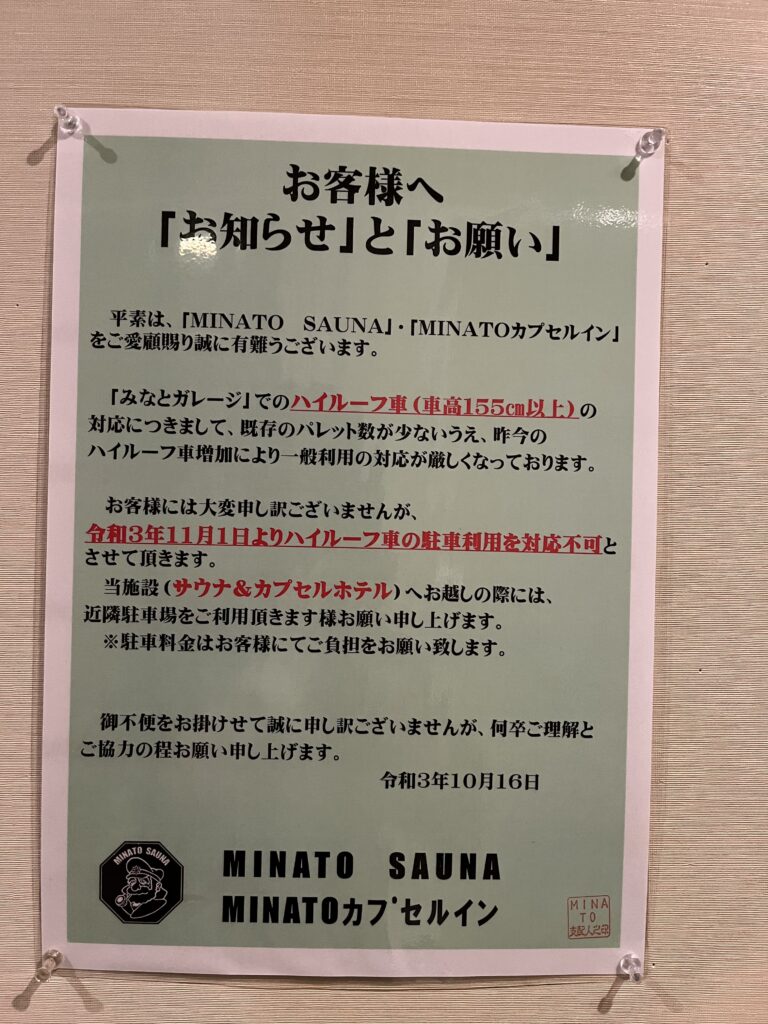 お客様へ
「お知らせ」と「お願い」
平素は、「MINATO　SAUNA」・「MINATOカプセルイン」
をご愛顧賜り誠に有難うございます。
「みなとガレージ」でのハイルーフ車(車高155㎝以上)の
対応につきまして、既存のパレット数が少ないうえ、昨今の
ハイルーフ車増加により一般利用の対応が厳しくなっております。
お客様には大変申し訳ございませんが、
令和3年11月1日よりハイルーフ車の駐車利用を対応不可と
させて頂きます。
当施設(サウナ&カプセルホテル)へお越しの際には、
近隣駐車場をご利用頂きます様お願い申し上げます。
※駐車料金はお客様にてご負担をお願い致します。
御不便をお掛けせて誠に申し訳ございませんが、何卒ご理解と
ご協力の程お願い申し上げます。
令和3年10月16日
MINATO SAUNA
MINATO　SAUNA
MINATOカプセルイン
MINA
TO
支配人之印